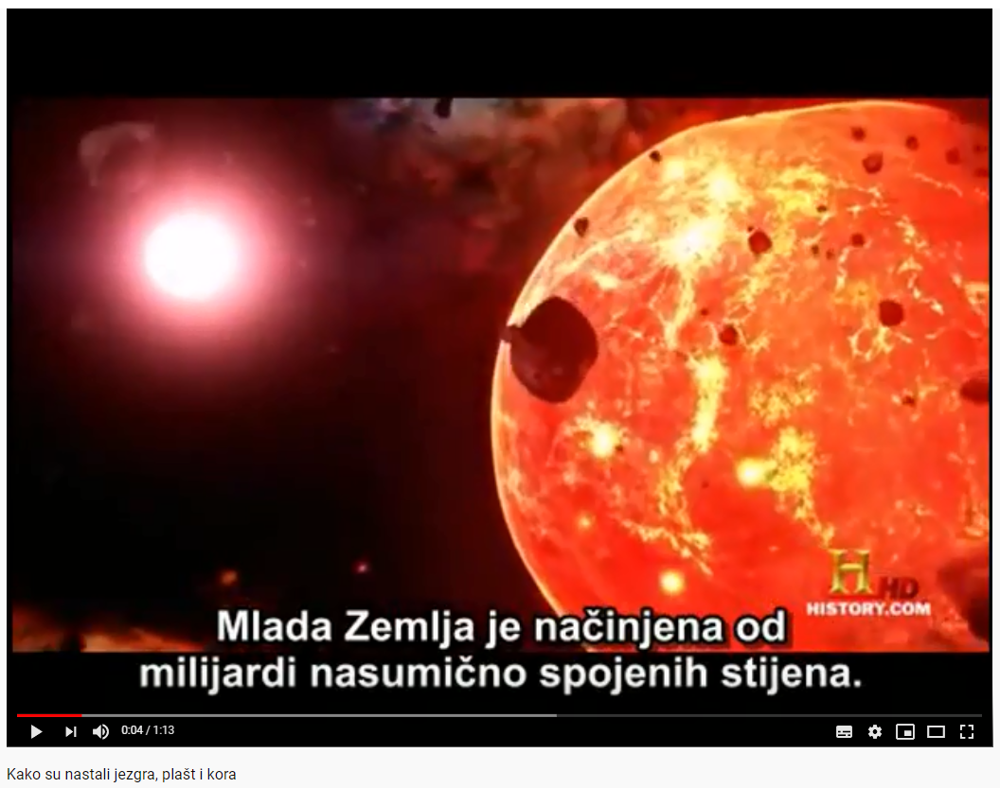 H HD
HISTORY.COM
Mlada Zemlja je načinjena od
milijardi nasumično spojenih stijena.
0:04 / 1:13
Kako su nastali jezgra, plašt i kora